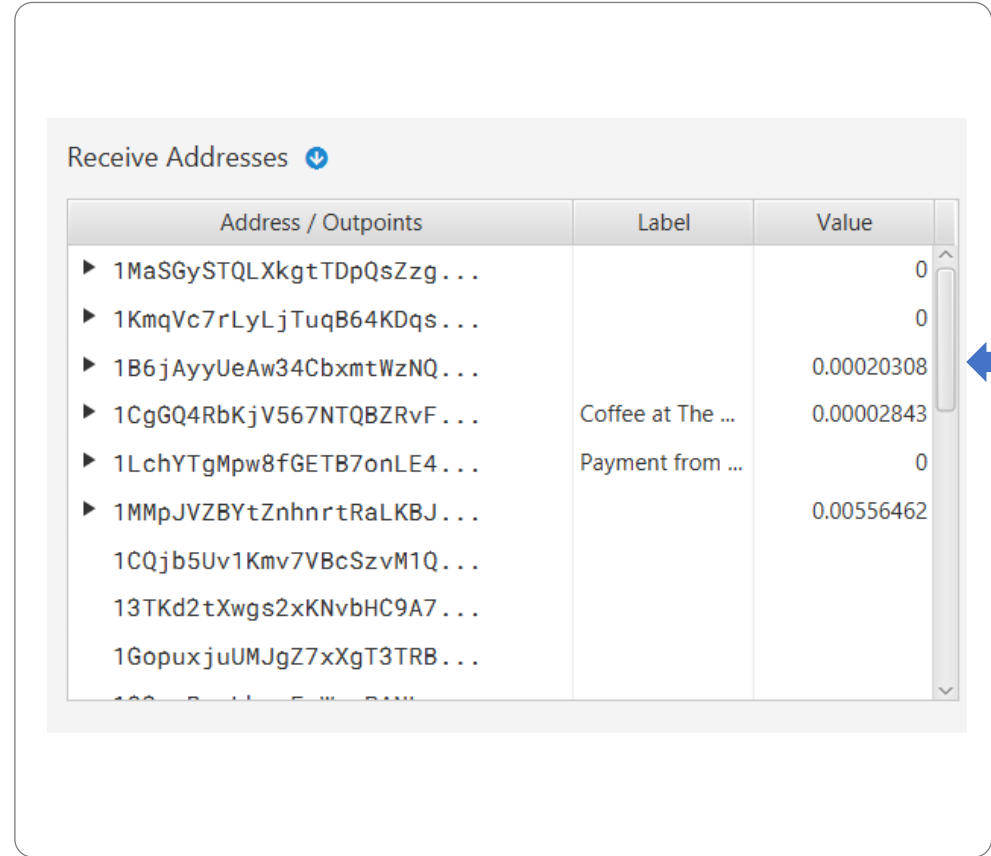 Receive Addresses
Address / Outpoints Label Value
1MaSGySTQLXkgtTDpQsZzg... 0
1KmqVc7rLyLjTuqB64KDqs... 0
1B6jAyyUeAw34CbxmtWzNQ... 0.00020308
1CgGQ4RbKjV567NTQBZRvF... Coffee at The ... 0.00002843
1LchYTgMpw8fGETB7onLE4... Payment from ... 0
1MMpJVZBYtZnhnrtRaLKBJ... 0.00556462
1CQjb5Uv1Kmv7VBcSzvM1Q...
13TKd2tXwgs2xKNvbHC9A7...
1GopuxjuUMJgZ7xXgT3TRB...